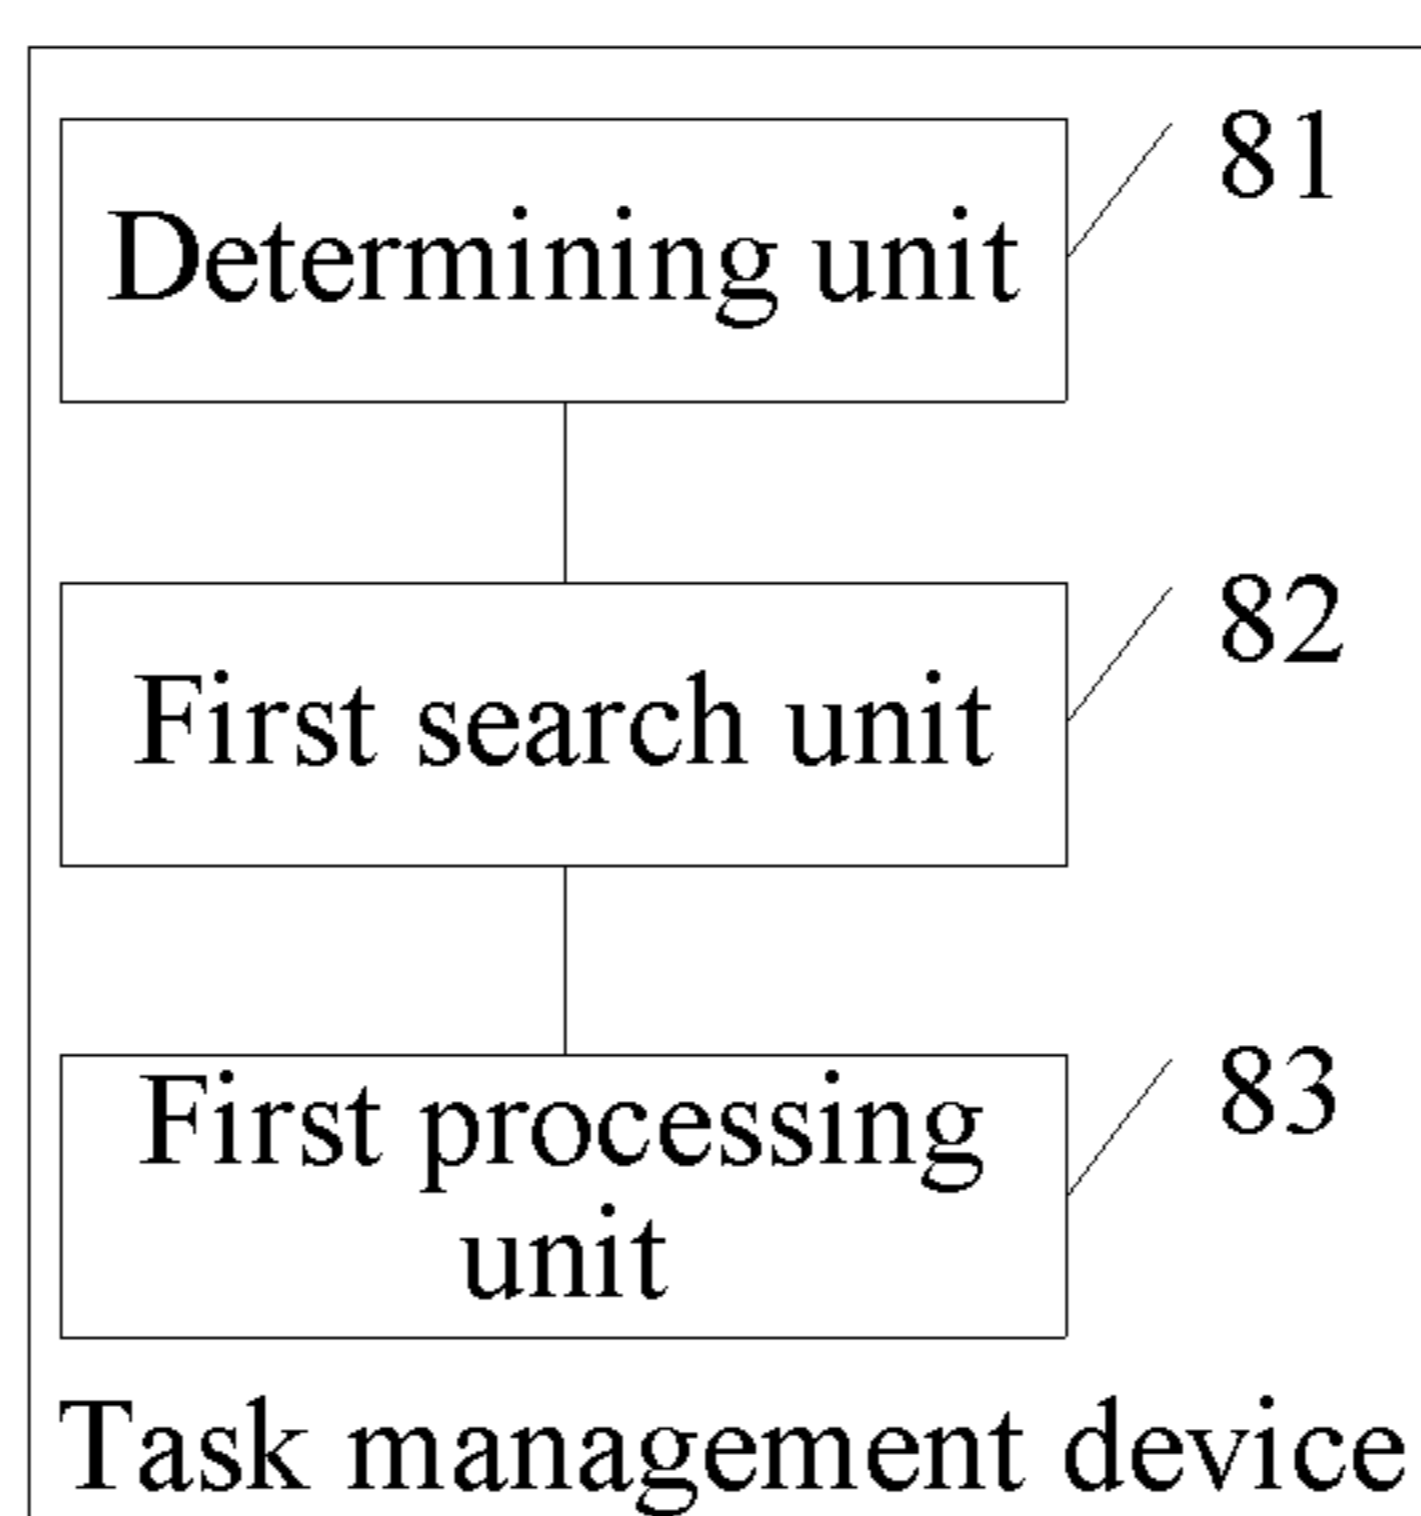 81
Determining unit
82
First search unit
83
First processing
unit
Task management device